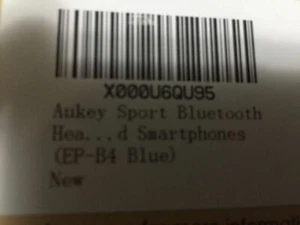 X000U6QU95
Aukey Sport Bluetooth
Hea...d Smartphones
(EP-B4 Blue)
New